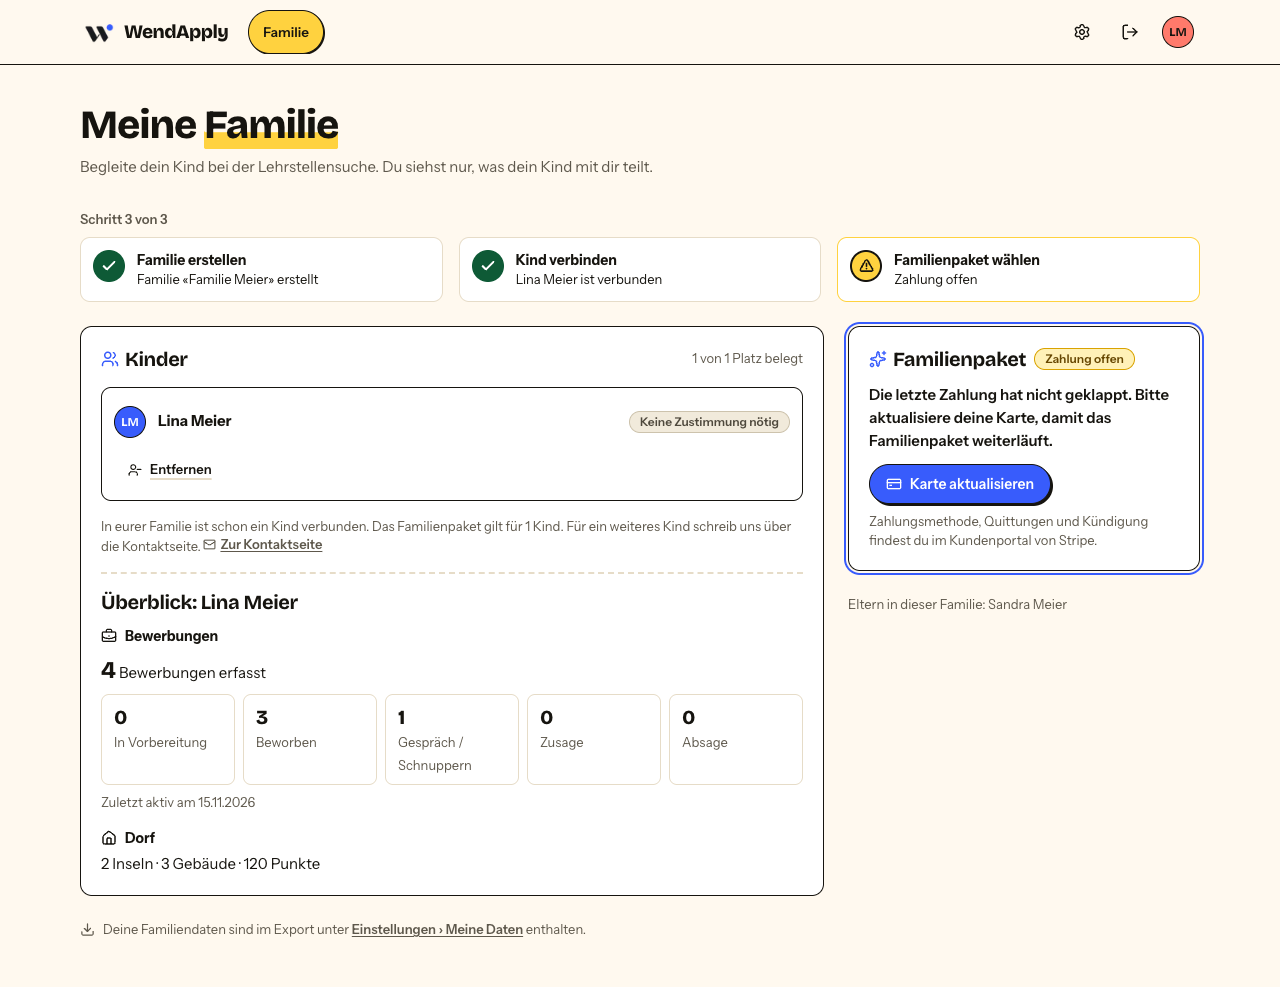 WendApply
Familie
LM
Meine Familie
Begleite dein Kind bei der Lehrstellensuche. Du siehst nur, was dein Kind mit dir teilt.
Schritt 3 von 3
Familie erstellen
Familie «Familie Meier» erstellt
Kind verbinden
Lina Meier ist verbunden
Familienpaket wählen
Zahlung offen
Kinder
1 von 1 Platz belegt
LM
Lina Meier
Keine Zustimmung nötig
Entfernen
In eurer Familie ist schon ein Kind verbunden. Das Familienpaket gilt für 1 Kind. Für ein weiteres Kind schreib uns über
die Kontaktseite. Zur Kontaktseite
Überblick: Lina Meier
Bewerbungen
4 Bewerbungen erfasst
0
In Vorbereitung
3
Beworben
1
Gespräch /
Schnuppern
0
Zusage
0
Absage
Zuletzt aktiv am 15.11.2026
Dorf
2 Inseln · 3 Gebäude · 120 Punkte
Familienpaket
Zahlung offen
Die letzte Zahlung hat nicht geklappt. Bitte
aktualisiere deine Karte, damit das
Familienpaket weiterläuft.
Karte aktualisieren
Zahlungsmethode, Quittungen und Kündigung
findest du im Kundenportal von Stripe.
Eltern in dieser Familie: Sandra Meier
Deine Familiendaten sind im Export unter Einstellungen › Meine Daten enthalten.